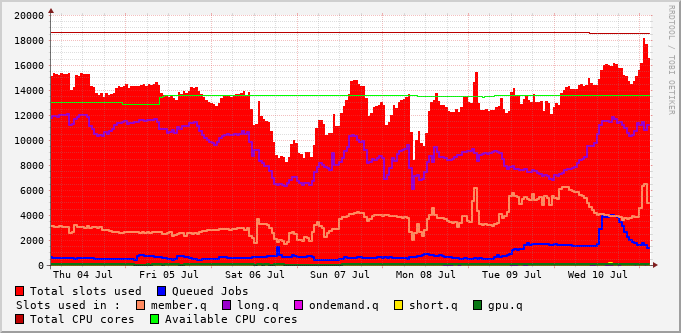 20000
18000
16000
14000
12000
10000
8000
6000
4000
2000
0
Thu 04 Jul Fri 05 Jul Sat 06 Jul Sun 07 Jul Mon 08 Jul Tue 09 Jul Wed 10 Jul
RRDTOOL / TOBI OETIKER
Total slots used Queued Jobs
Slots used in : member.q long.q ondemand.q short.q gpu.q
Total CPU cores Available CPU cores